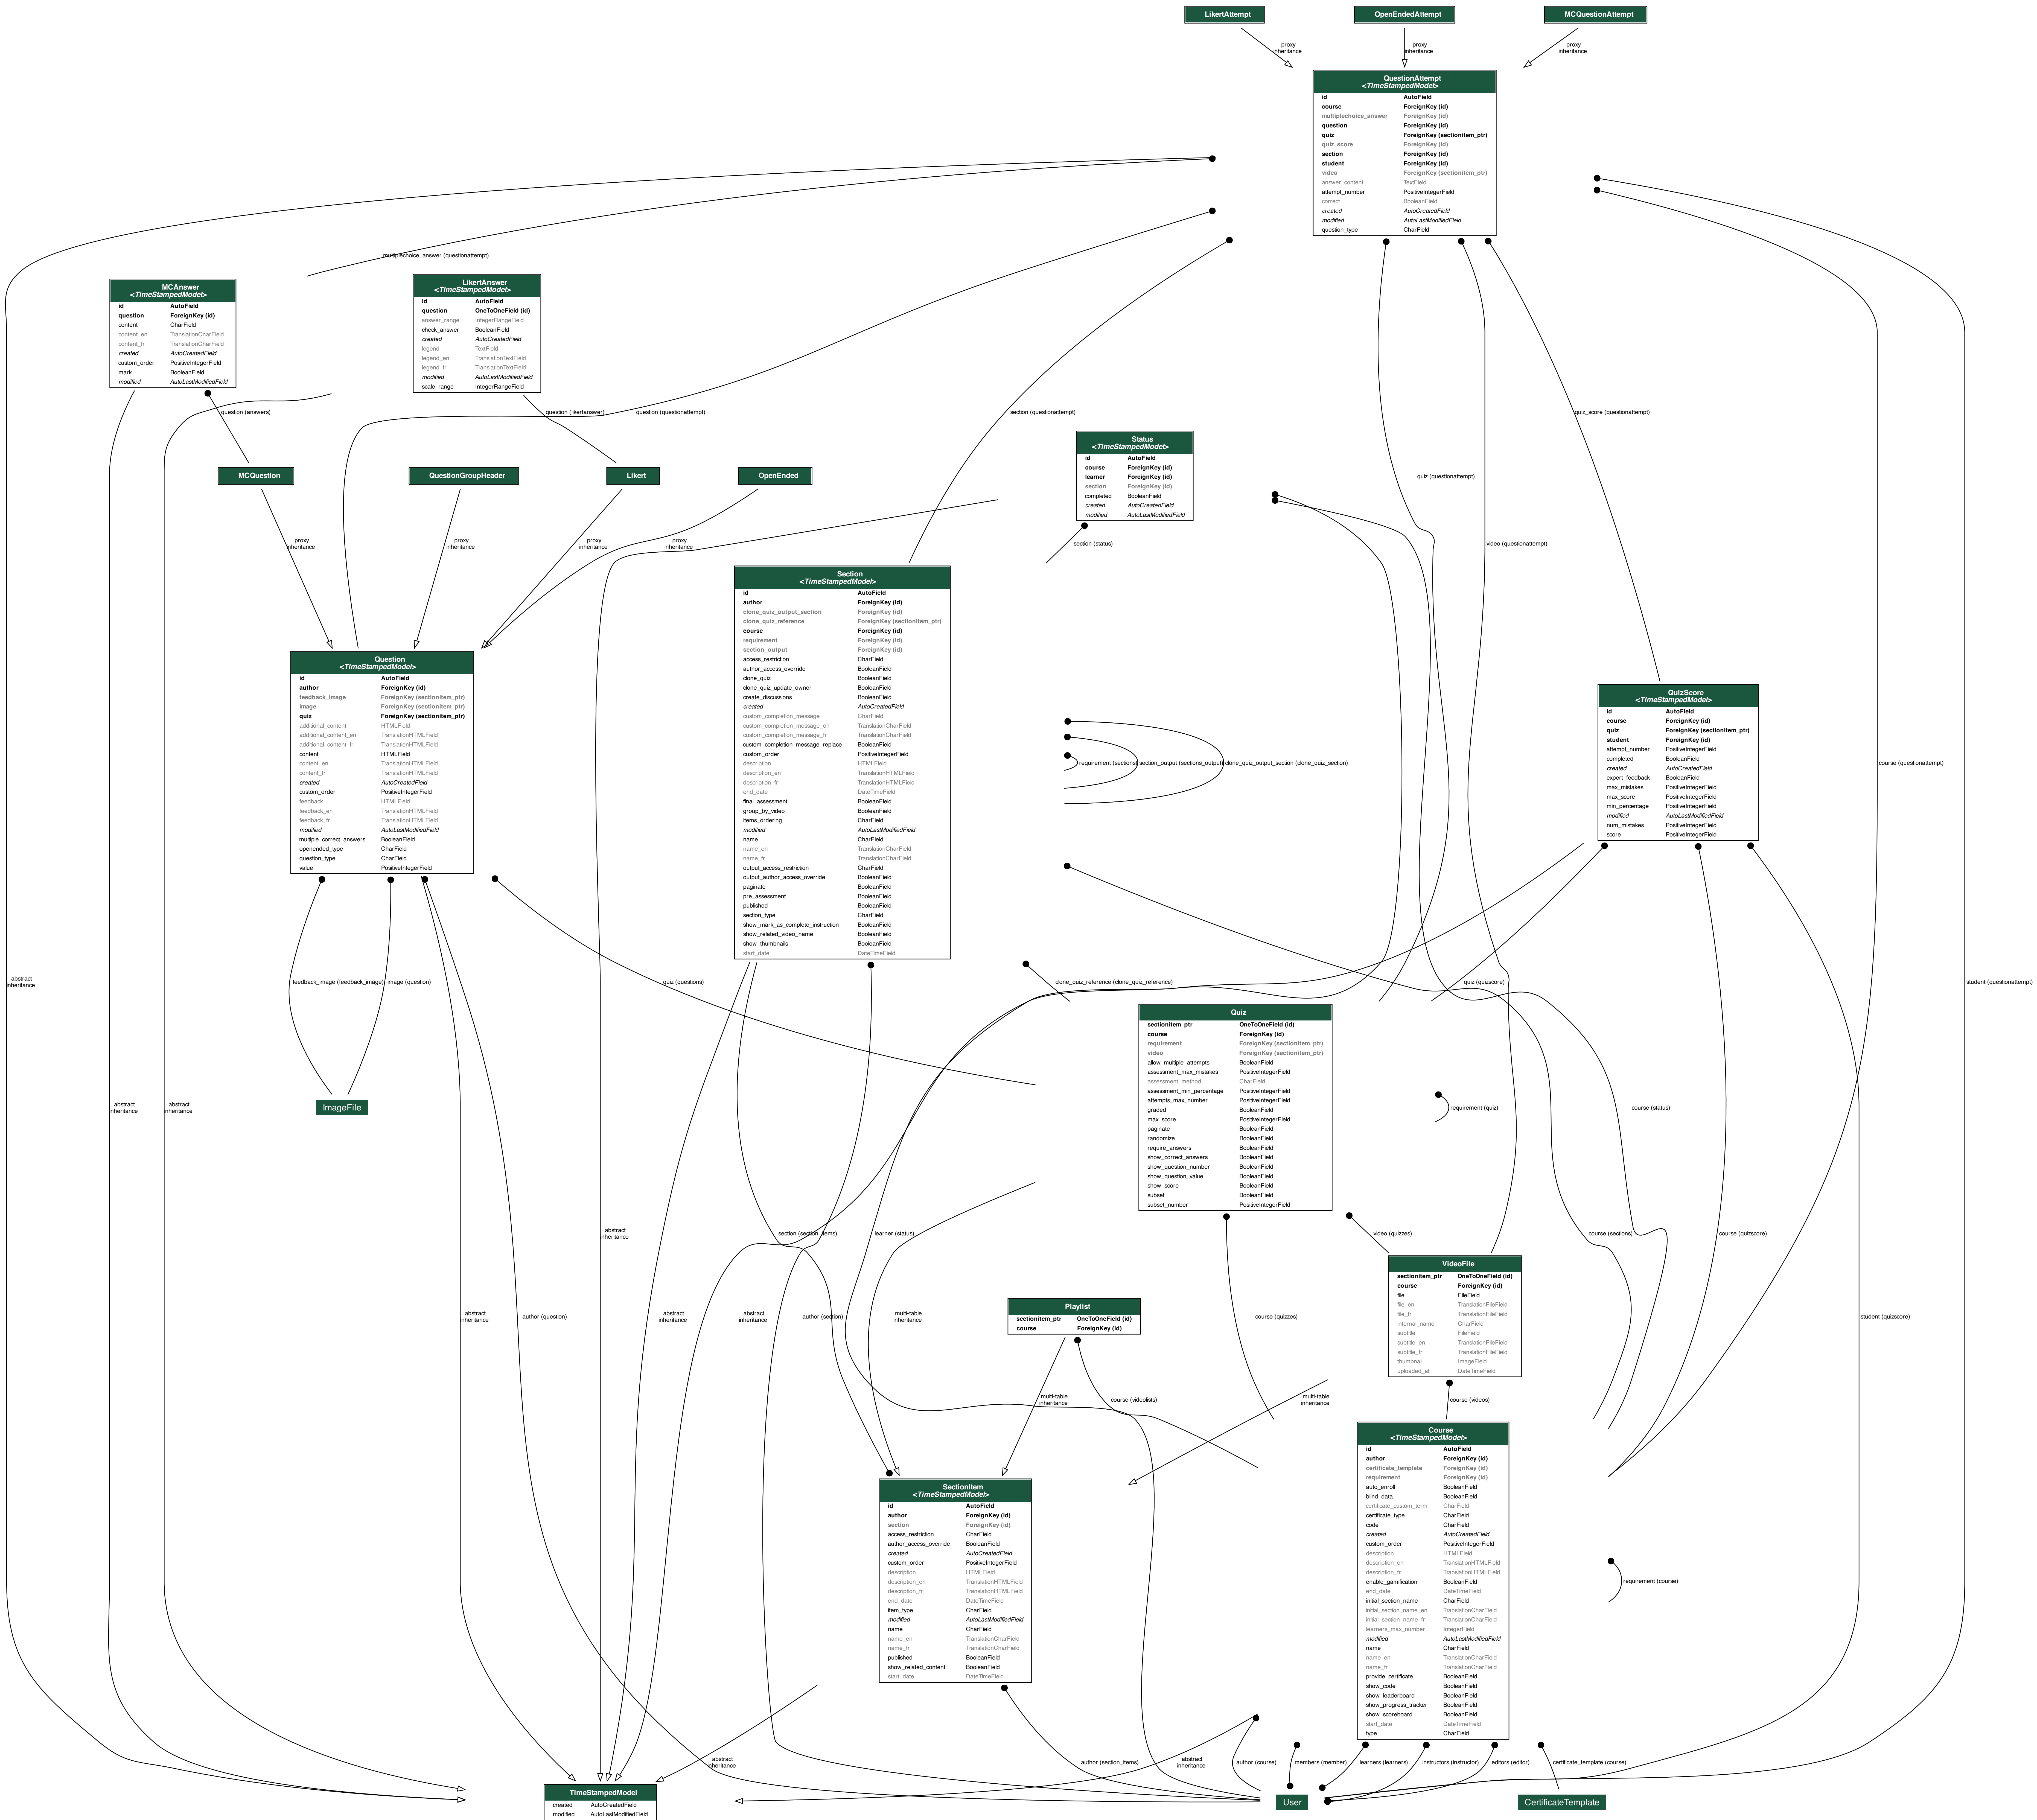 LikertAttempt
OpenEndedAttempt
MCQuestionAttempt
proxy
inheritance
proxy
inheritance
proxy
inheritance
QuestionAttempt
<TimeStampedModel>
id AutoField
course ForeignKey (id)
multiplechoice_answer ForeignKey (id)
question ForeignKey (id)
quiz ForeignKey (sectionitem_ptr)
quiz_score ForeignKey (id)
section ForeignKey (id)
student ForeignKey (id)
video ForeignKey (sectionitem_ptr)
answer_content TextField
attempt_number PositiveIntegerField
correct BooleanField
created AutoCreatedField
modified AutoLastModifiedField
question_type CharField
multiplechoice_answer (questionattempt)
MCAnswer
<TimeStampedModel>
id AutoField
question ForeignKey (id)
content CharField
content_en TranslationCharField
content_fr TranslationCharField
created AutoCreatedField
custom_order PositiveIntegerField
mark BooleanField
modified AutoLastModifiedField
LikertAnswer
<TimeStampedModel>
id AutoField
question OneToOneField (id)
answer_range IntegerRangeField
check_answer BooleanField
created AutoCreatedField
legend TextField
legend_en TranslationTextField
legend_fr TranslationTextField
modified AutoLastModifiedField
scale_range IntegerRangeField
question (answers)
question (likertanswer)
question (questionattempt)
section (questionattempt)
quiz_score (questionattempt)
Status
<TimeStampedModel>
id AutoField
course ForeignKey (id)
learner ForeignKey (id)
section ForeignKey (id)
completed BooleanField
created AutoCreatedField
modified AutoLastModifiedField
MCQuestion
QuestionGroupHeader
Likert
OpenEnded
quiz (questionattempt)
proxy
inheritance
proxy
inheritance
proxy
inheritance
proxy
inheritance
section (status)
video (questionattempt)
Section
<TimeStampedModel>
id AutoField
author ForeignKey (id)
clone_quiz_output_section ForeignKey (id)
clone_quiz_reference ForeignKey (sectionitem_ptr)
course ForeignKey (id)
requirement ForeignKey (id)
section_output ForeignKey (id)
access_restriction CharField
author_access_override BooleanField
clone_quiz BooleanField
clone_quiz_update_owner BooleanField
create_discussions BooleanField
created AutoCreatedField
custom_completion_message CharField
custom_completion_message_en TranslationCharField
custom_completion_message_fr TranslationCharField
custom_completion_message_replace BooleanField
custom_order PositiveIntegerField
description HTMLField
description_en TranslationHTMLField
description_fr TranslationHTMLField
end_date DateTimeField
final_assessment BooleanField
group_by_video BooleanField
items_ordering CharField
modified AutoLastModifiedField
name CharField
name_en TranslationCharField
name_fr TranslationCharField
output_access_restriction CharField
output_author_access_override BooleanField
paginate BooleanField
pre_assessment BooleanField
published BooleanField
section_type CharField
show_mark_as_complete_instruction BooleanField
show_related_video_name BooleanField
show_thumbnails BooleanField
start_date DateTimeField
Question
<TimeStampedModel>
id AutoField
author ForeignKey (id)
feedback_image ForeignKey (sectionitem_ptr)
image ForeignKey (sectionitem_ptr)
quiz ForeignKey (sectionitem_ptr)
additional_content HTMLField
additional_content_en TranslationHTMLField
additional_content_fr TranslationHTMLField
content HTMLField
content_en TranslationHTMLField
content_fr TranslationHTMLField
created AutoCreatedField
custom_order PositiveIntegerField
feedback HTMLField
feedback_en TranslationHTMLField
feedback_fr TranslationHTMLField
modified AutoLastModifiedField
multiple_correct_answers BooleanField
openended_type CharField
question_type CharField
value PositiveIntegerField
QuizScore
<TimeStampedModel>
id AutoField
course ForeignKey (id)
quiz ForeignKey (sectionitem_ptr)
student ForeignKey (id)
attempt_number PositiveIntegerField
completed BooleanField
created AutoCreatedField
expert_feedback BooleanField
max_mistakes PositiveIntegerField
max_score PositiveIntegerField
min_percentage PositiveIntegerField
modified AutoLastModifiedField
num_mistakes PositiveIntegerField
score PositiveIntegerField
requirement (sections)
section_output (sections_output)
clone_quiz_output_section (clone_quiz_section)
course (questionattempt)
abstract
inheritance
feedback_image (feedback_image)
image (question)
quiz (questions)
clone_quiz_reference (clone_quiz_reference)
quiz (quizscore)
student (questionattempt)
Quiz
sectionitem_ptr OneToOneField (id)
course ForeignKey (id)
requirement ForeignKey (sectionitem_ptr)
video ForeignKey (sectionitem_ptr)
allow_multiple_attempts BooleanField
assessment_max_mistakes PositiveIntegerField
assessment_method CharField
assessment_min_percentage PositiveIntegerField
attempts_max_number PositiveIntegerField
graded BooleanField
max_score PositiveIntegerField
paginate BooleanField
randomize BooleanField
require_answers BooleanField
show_correct_answers BooleanField
show_question_number BooleanField
show_question_value BooleanField
show_score BooleanField
subset BooleanField
subset_number PositiveIntegerField
abstract
inheritance
abstract
inheritance
ImageFile
requirement (quiz)
course (status)
abstract
inheritance
section (section_items)
learner (status)
video (quizzes)
course (sections)
course (quizscore)
VideoFile
sectionitem_ptr OneToOneField (id)
course ForeignKey (id)
file FileField
file_en TranslationFileField
file_fr TranslationFileField
internal_name CharField
subtitle FileField
subtitle_en TranslationFileField
subtitle_fr TranslationFileField
thumbnail ImageField
uploaded_at DateTimeField
Playlist
sectionitem_ptr OneToOneField (id)
course ForeignKey (id)
abstract
inheritance
author (question)
abstract
inheritance
abstract
inheritance
author (section)
multi-table
inheritance
course (quizzes)
student (quizscore)
multi-table
inheritance
course (videolists)
multi-table
inheritance
course (videos)
Course
<TimeStampedModel>
id AutoField
author ForeignKey (id)
certificate_template ForeignKey (id)
requirement ForeignKey (id)
auto_enroll BooleanField
blind_data BooleanField
certificate_custom_term CharField
certificate_type CharField
code CharField
created AutoCreatedField
custom_order PositiveIntegerField
description HTMLField
description_en TranslationHTMLField
description_fr TranslationHTMLField
enable_gamification BooleanField
end_date DateTimeField
initial_section_name CharField
initial_section_name_en TranslationCharField
initial_section_name_fr TranslationCharField
learners_max_number IntegerField
modified AutoLastModifiedField
name CharField
name_en TranslationCharField
name_fr TranslationCharField
provide_certificate BooleanField
show_code BooleanField
show_leaderboard BooleanField
show_progress_tracker BooleanField
show_scoreboard BooleanField
start_date DateTimeField
type CharField
SectionItem
<TimeStampedModel>
id AutoField
author ForeignKey (id)
section ForeignKey (id)
access_restriction CharField
author_access_override BooleanField
created AutoCreatedField
custom_order PositiveIntegerField
description HTMLField
description_en TranslationHTMLField
description_fr TranslationHTMLField
end_date DateTimeField
item_type CharField
modified AutoLastModifiedField
name CharField
name_en TranslationCharField
name_fr TranslationCharField
published BooleanField
show_related_content BooleanField
start_date DateTimeField
requirement (course)
abstract
inheritance
author (section_items)
abstract
inheritance
author (course)
members (member)
learners (learners)
instructors (instructor)
editors (editor)
certificate_template (course)
TimeStampedModel
created AutoCreatedField
modified AutoLastModifiedField
User
CertificateTemplate